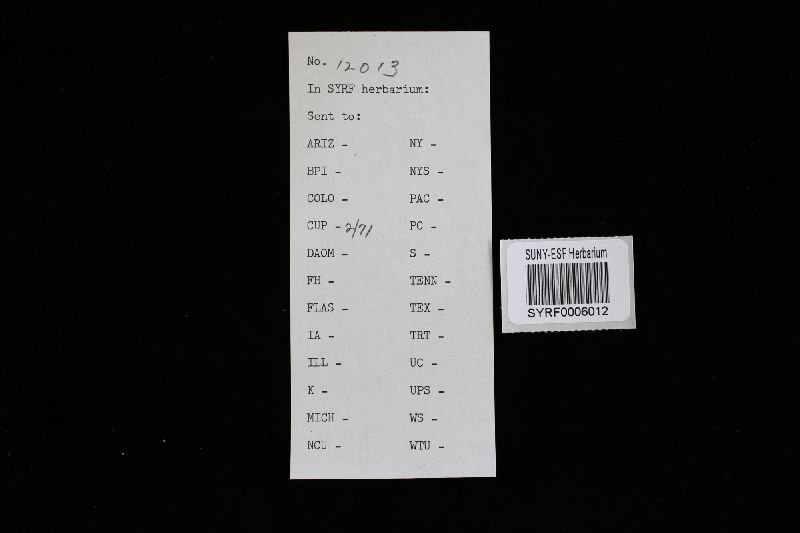 No. 12013
In SYRF herbarium:
Sent to:
ARIZ - NY -
BPI - NYS -
COLO - PAC -
CUP - 2/71 PC -
DAOM - S -
FH - TENN -
FLAS - TEX -
IA - TRT -
ILL - UC -
K - UPS -
MICH - WS -
NCU - WTU -
SUNY-ESF Herbarium
SYRF0006012